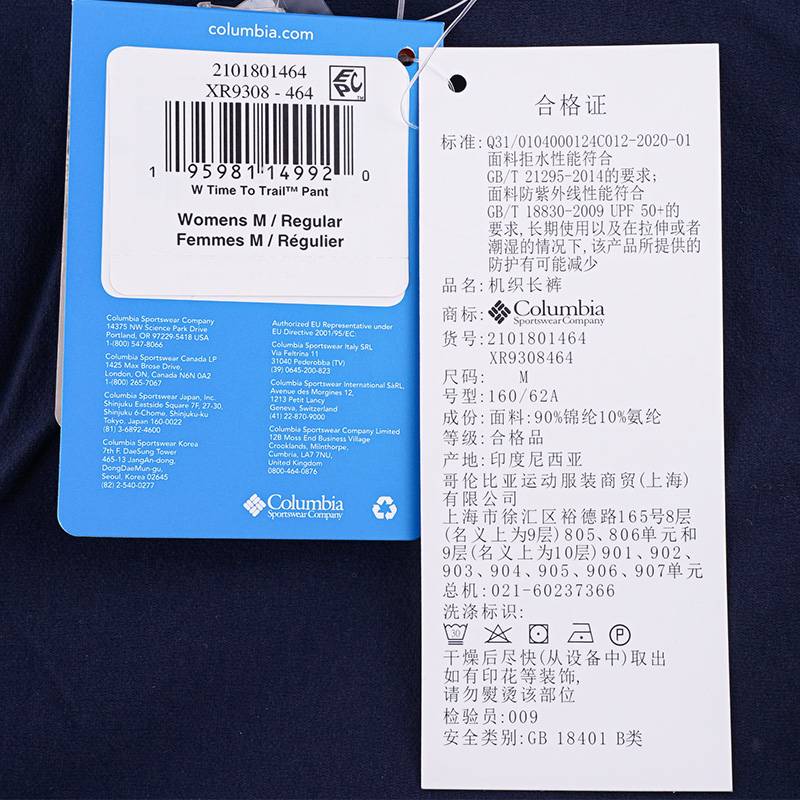 columbia.com
2101801464
XR9308 - 464
EPC™
1 95981 14992 0
W Time To Trail™ Pant
Womens M / Regular
Femmes M / Régulier
Columbia Sportswear Company
14375 NW Science Park Drive
Portland, OR 97229-5418 USA
1-(800) 547-8066
Columbia Sportswear Canada LP
1425 Max Brose Drive,
London, ON, Canada N6N 0A2
1-(800) 265-7067
Columbia Sportswear Japan, Inc.
Shinjuku Eastside Square 7F, 27-30,
Shinjuku 6-Chome, Shinjuku-ku
Tokyo, Japan 160-0022
(81) 3-6892-4600
Columbia Sportswear Korea
7th F. DaeSung Tower
465-13 JangAn-dong,
DongDaeMun-gu,
Seoul, Korea 02645
(82) 2-540-0277
Authorized EU Representative under
EU Directive 2001/95/EC:
Columbia Sportswear Italy SRL
Via Feltrina 11
31040 Pederobba (TV)
(39) 0645-200-823
Columbia Sportswear International SàRL,
Avenue des Morgines 12,
1213 Petit Lancy
Geneva, Switzerland
(41) 22-870-9000
Columbia Sportswear Company Limited
12B Moss End Business Village
Crooklands, Milnthorpe,
Cumbria, LA7 7NU,
United Kingdom
0800-464-0876
Columbia
Sportswear Company
合格证
标准:Q31/0104000124C012-2020-01
面料拒水性能符合
GB/T 21295-2014的要求;
面料防紫外线性能符合
GB/T 18830-2009 UPF 50+的
要求,长期使用以及在拉伸或者
潮湿的情况下,该产品所提供的
防护有可能减少
品名:机织长裤
商标:Columbia
Sportswear Company
货号:2101801464
XR9308464
尺码: M
号型:160/62A
成份:面料:90%锦纶10%氨纶
等级:合格品
产地:印度尼西亚
哥伦比亚运动服装商贸(上海)
有限公司
上海市徐汇区裕德路165号8层
(名义上为9层)805、806单元和
9层(名义上为10层)901、902、
903、904、905、906、907单元
总机:021-60237366
洗涤标识:
30 P
干燥后尽快(从设备中)取出
如有印花等装饰,
请勿熨烫该部位
检验员:009
安全类别:GB 18401 B类